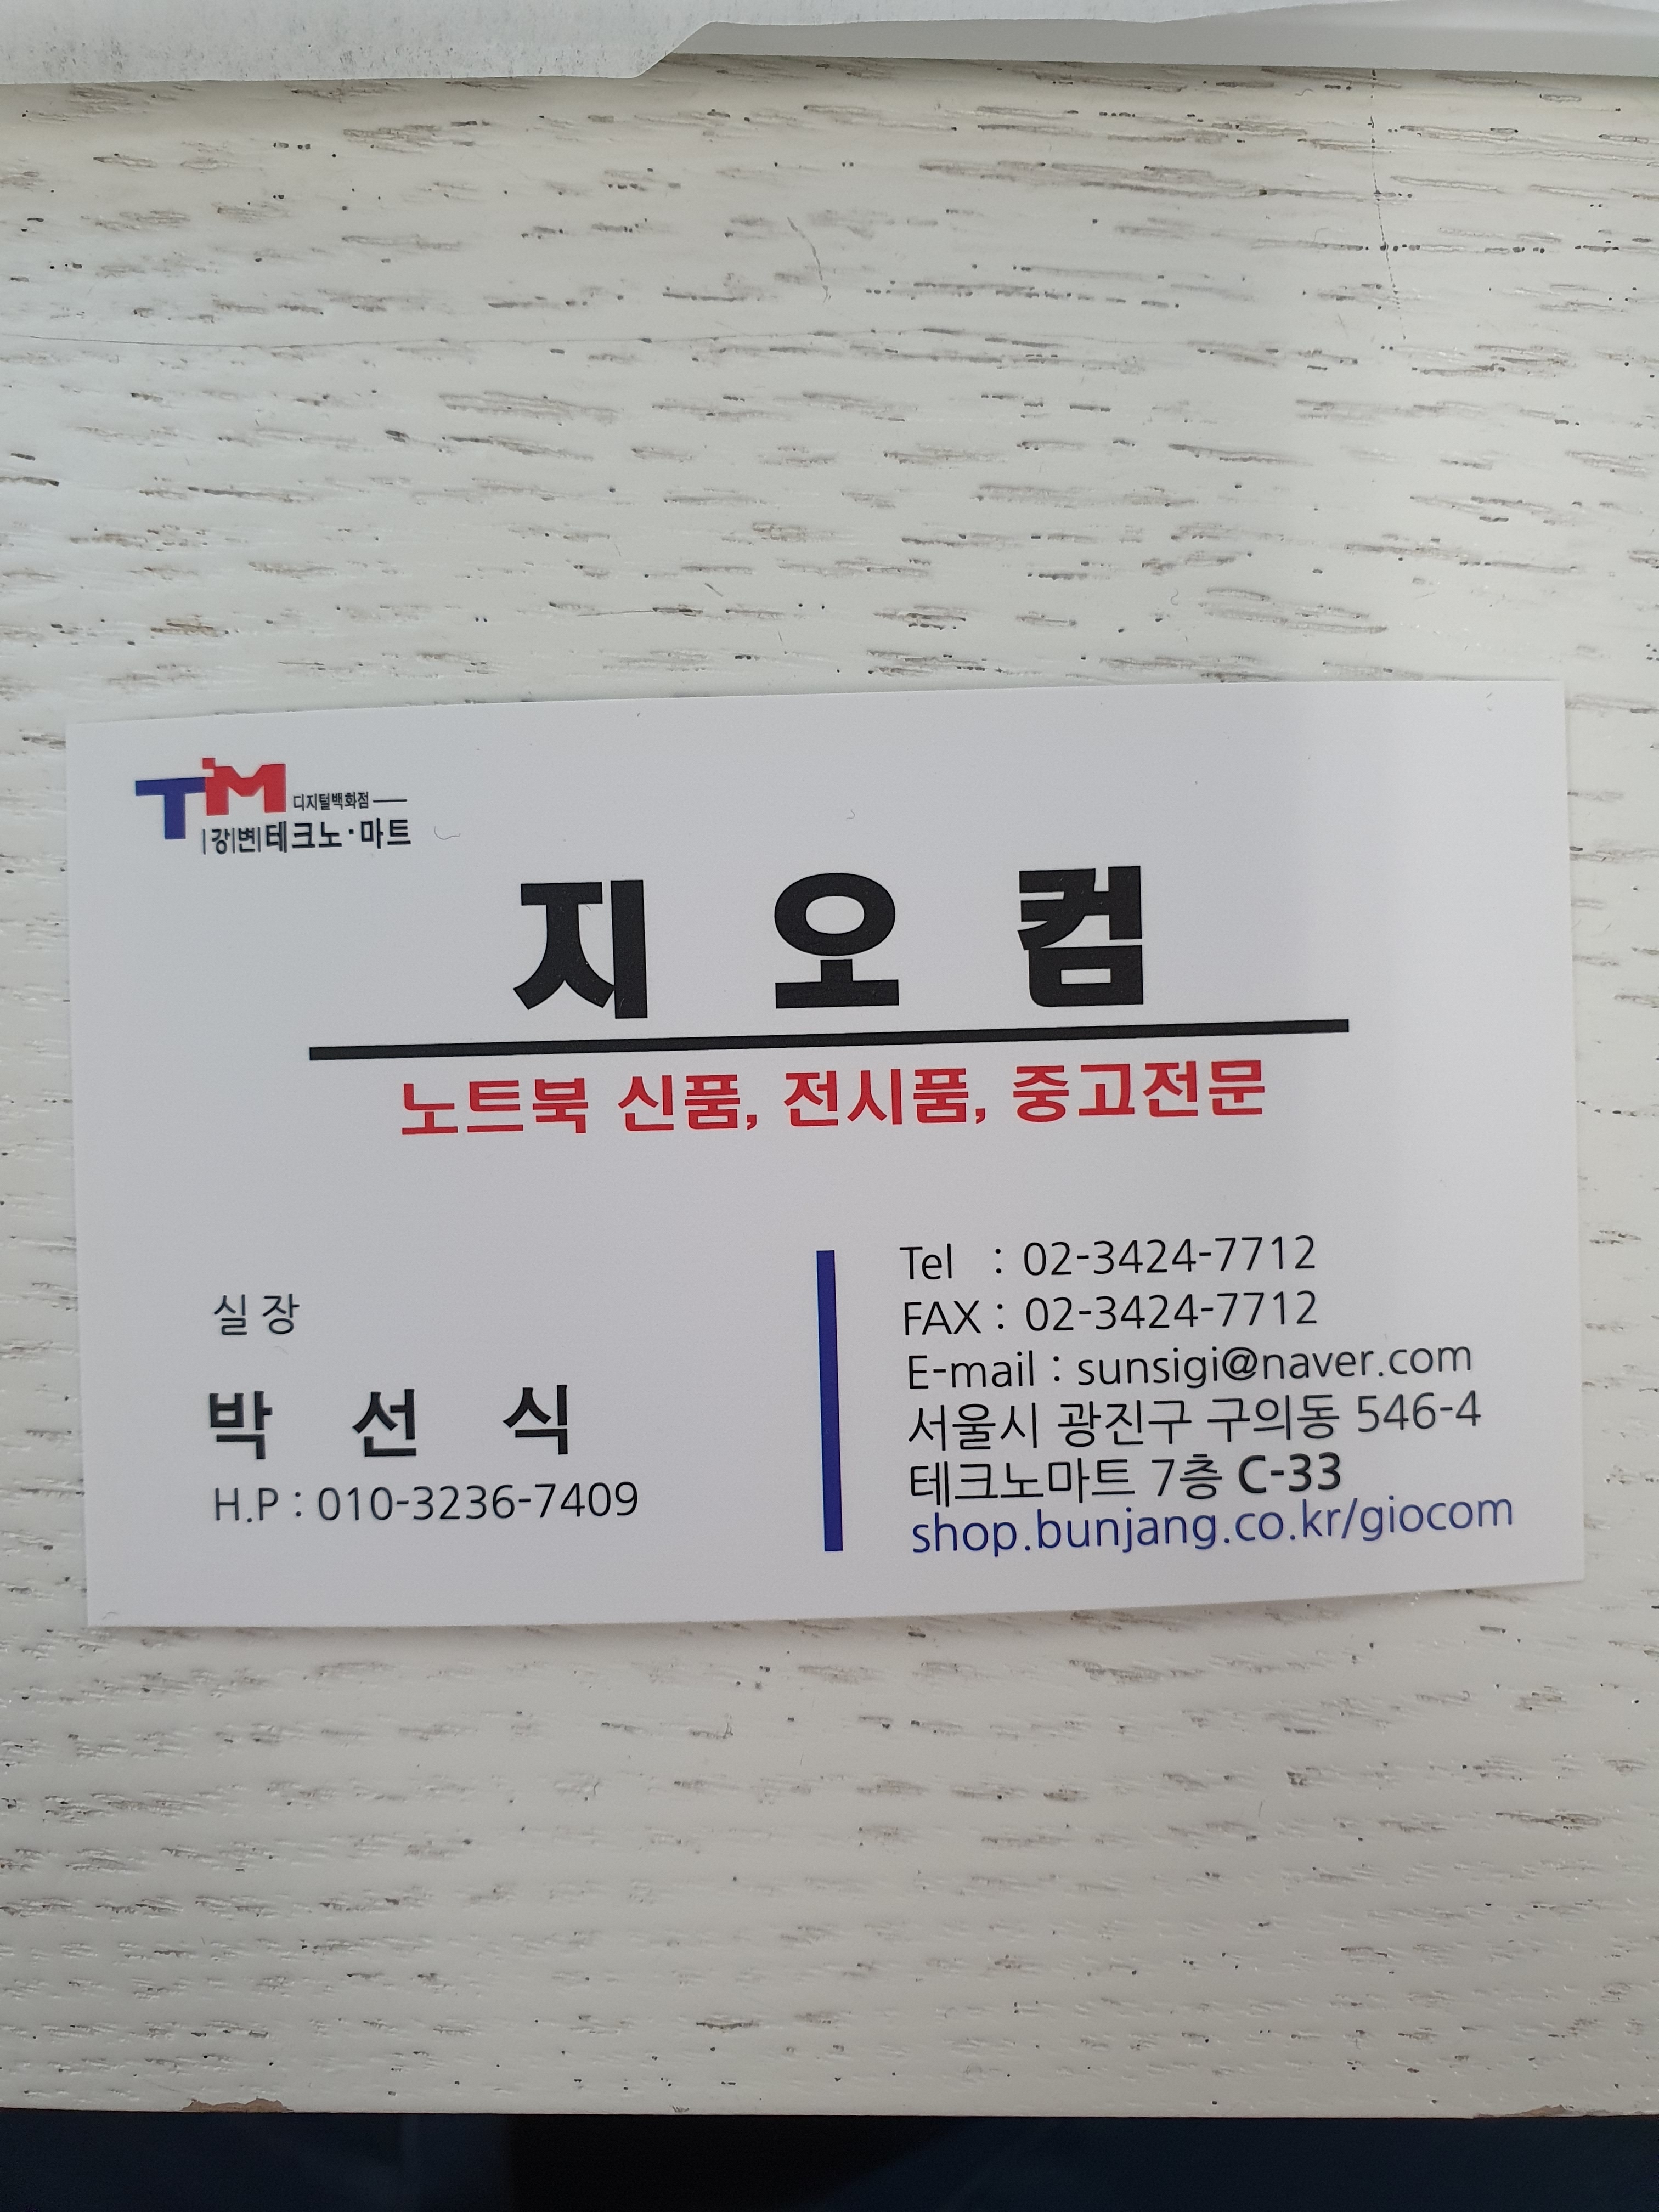 TM 디지털백화점
|강|변|테크노·마트
지 오 컴
노트북 신품, 전시품, 중고전문
실 장
박 선 식
H.P : 010-3236-7409
Tel : 02-3424-7712
FAX : 02-3424-7712
E-mail : sunsigi@naver.com
서울시 광진구 구의동 546-4
테크노마트 7층 C-33
shop.bunjang.co.kr/giocom